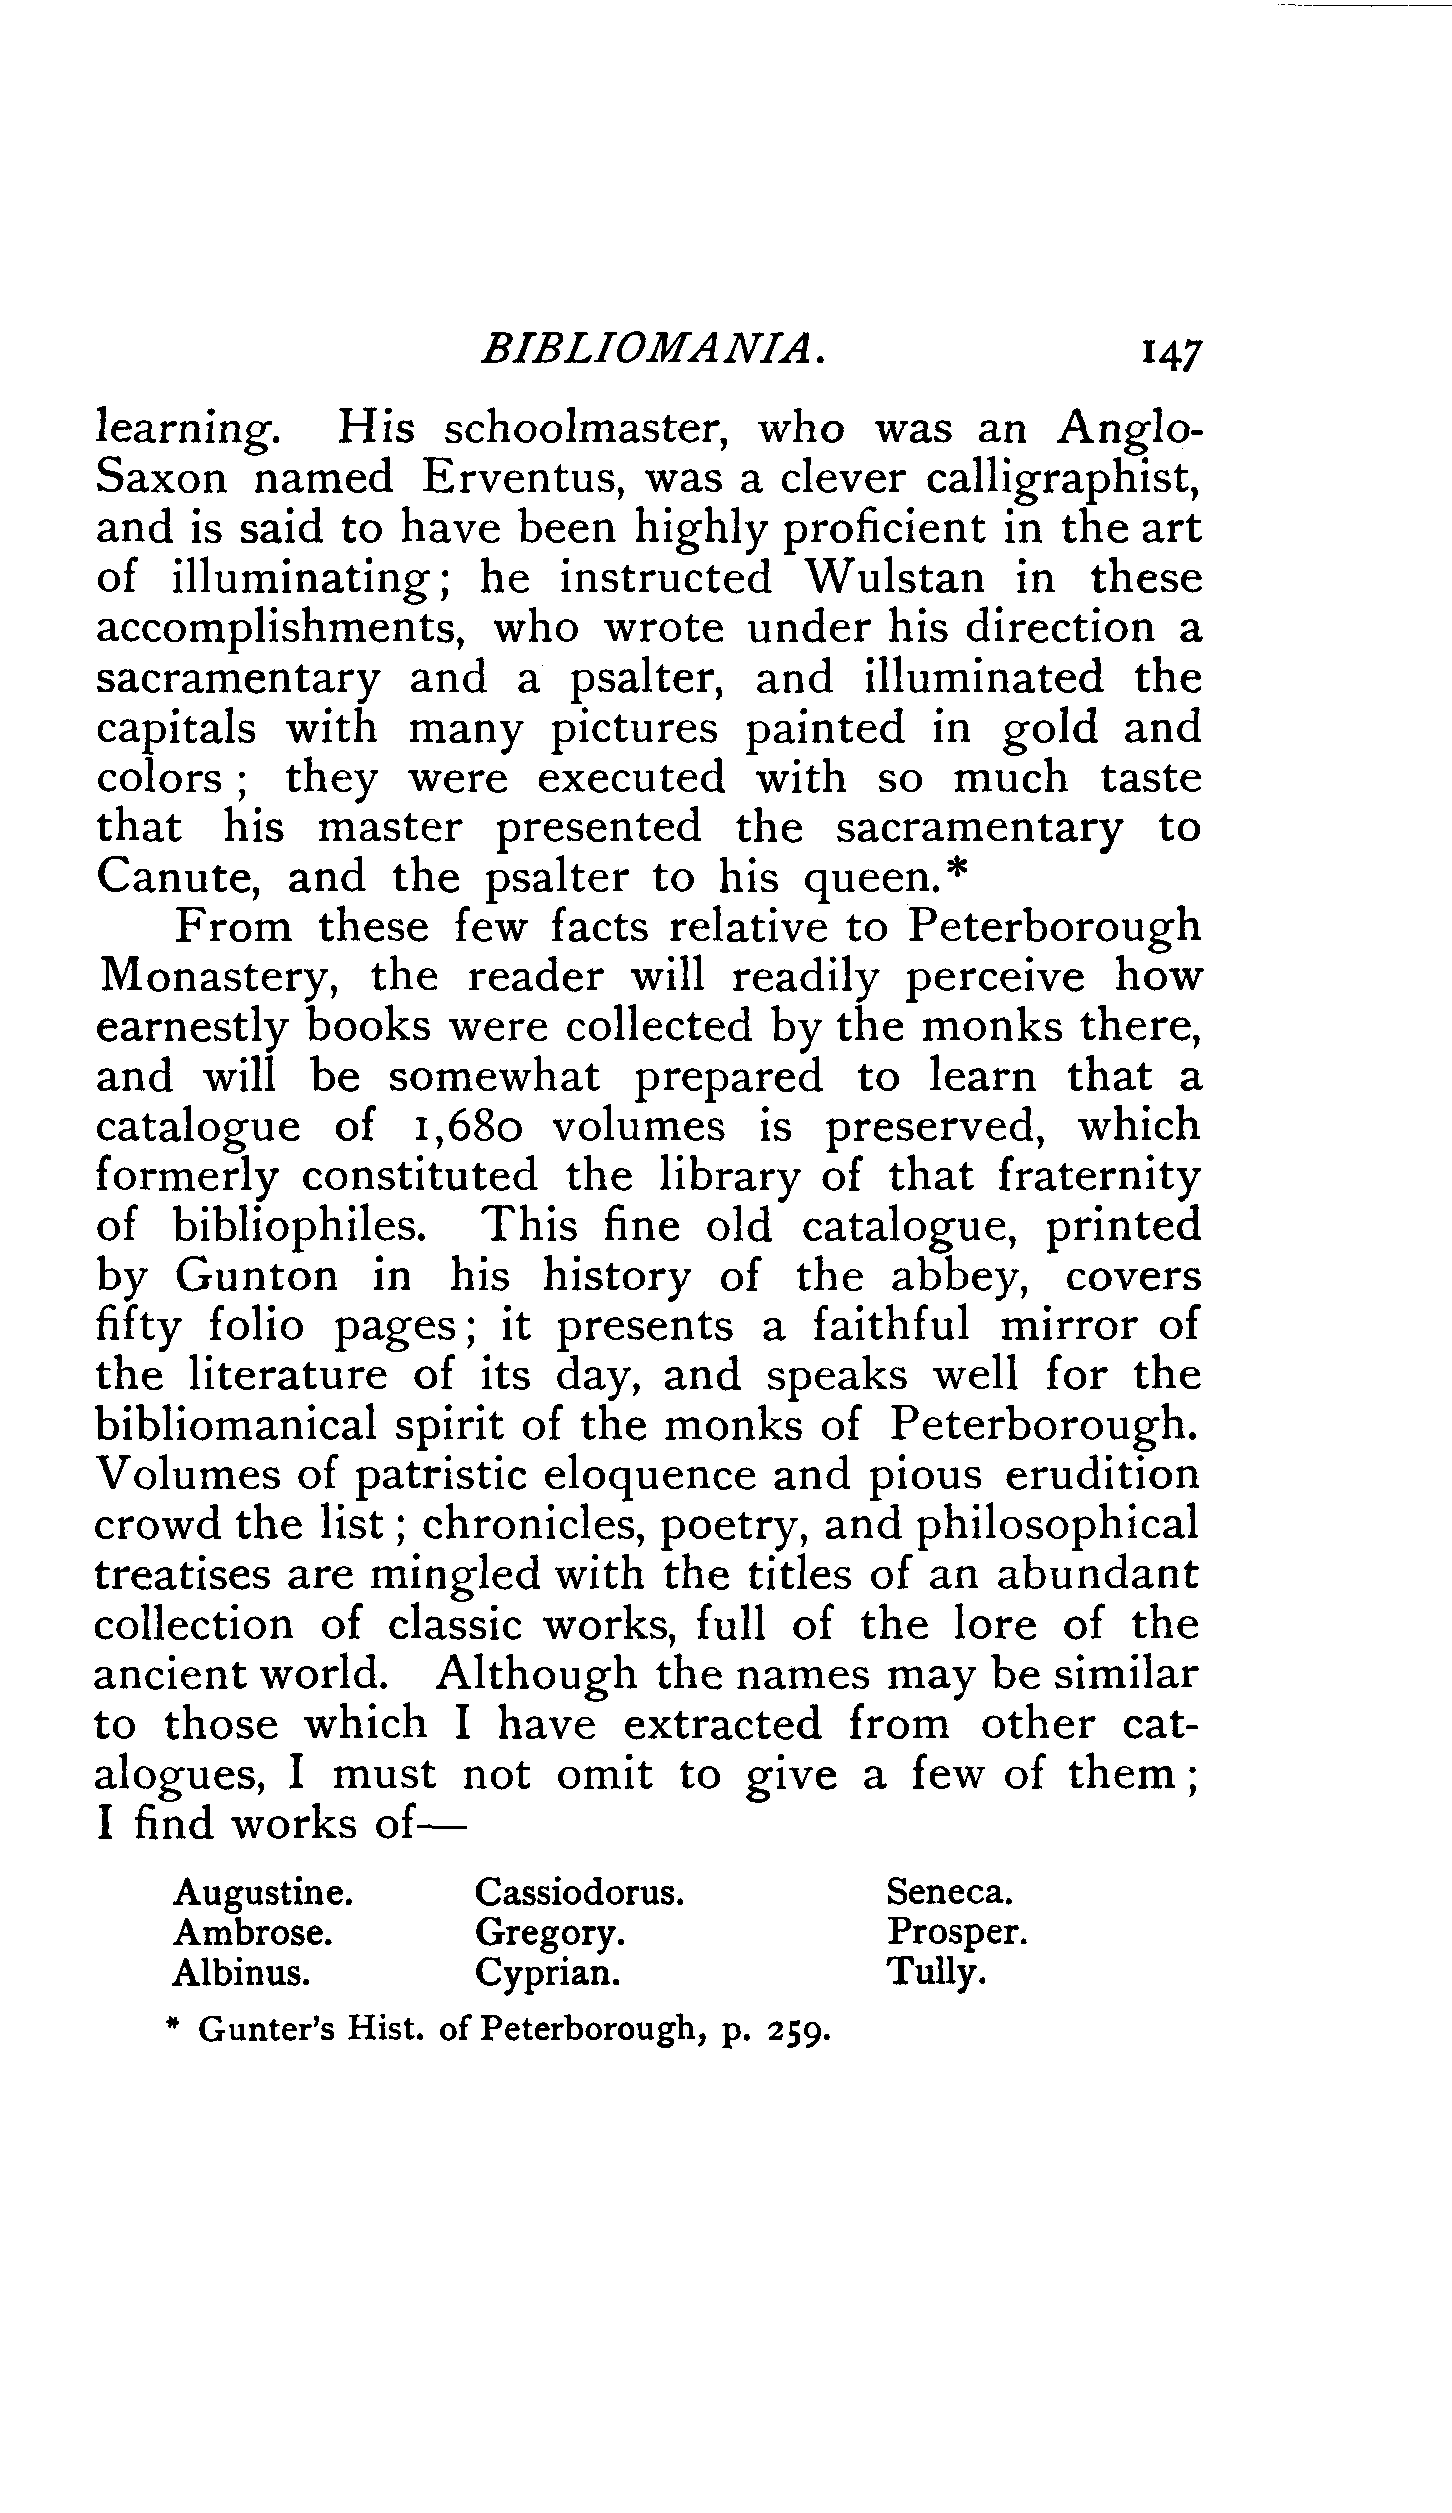 BIBLIOMANIA. 147
learning. His schoolmaster, who was an Anglo-
Saxon named Erventus, was a clever calligraphist,
and is said to have been highly proficient in the art
of illuminating; he instructed Wulstan in these
accomplishments, who wrote under his direction a
sacramentary and a psalter, and illuminated the
capitals with many pictures painted in gold and
colors; they were executed with so much taste
that his master presented the sacramentary to
Canute, and the psalter to his queen.*
From these few facts relative to Peterborough
Monastery, the reader will readily perceive how
earnestly books were collected by the monks there,
and will be somewhat prepared to learn that a
catalogue of 1,680 volumes is preserved, which
formerly constituted the library of that fraternity
of bibliophiles. This fine old catalogue, printed
by Gunton in his history of the abbey, covers
fifty folio pages; it presents a faithful mirror of
the literature of its day, and speaks well for the
bibliomanical spirit of the monks of Peterborough.
Volumes of patristic eloquence and pious erudition
crowd the list; chronicles, poetry, and philosophical
treatises are mingled with the titles of an abundant
collection of classic works, full of the lore of the
ancient world. Although the names may be similar
to those which I have extracted from other cat-
alogues, I must not omit to give a few of them;
I find works of—
Augustine. Cassiodorus. Seneca.
Ambrose. Gregory. Prosper.
Albinus. Cyprian. Tully.
* Gunter's Hist. of Peterborough, p. 259.